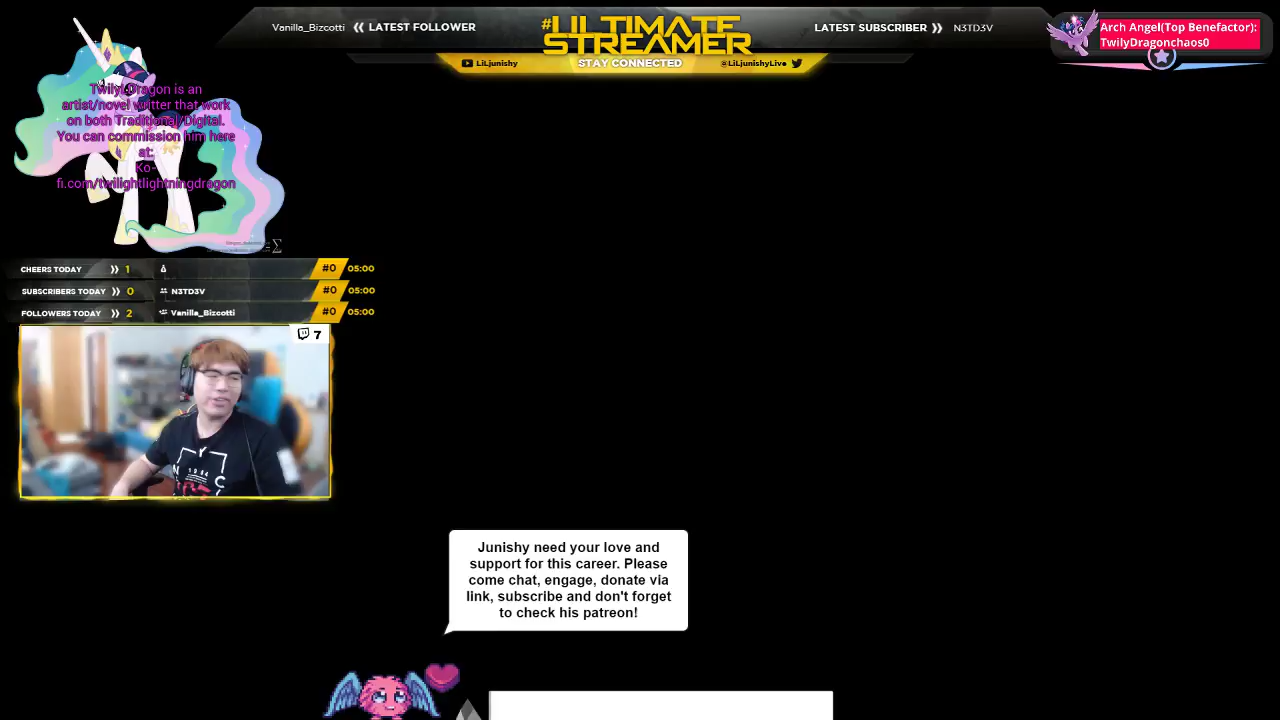 Vanilla_Bizcotti
LATEST FOLLOWER
#ULTIMATE
STREAMER
LATEST SUBSCRIBER
N3TD3V
Arch Angel(Top Benefactor):
TwilyDragonchaos0
LiLjunishy
STAY CONNECTED
@LiLjunishyLive
TwilyLDragon is an
artist/novel writter that work
on both Traditional/Digital.
You can commission him here
at:
Ko-
fi.com/twilightlightningdragon
CHEERS TODAY
1
#0
05:00
SUBSCRIBERS TODAY
0
N3TD3V
#0
05:00
FOLLOWERS TODAY
2
Vanilla_Bizcotti
#0
05:00
7
1984
Junishy need your love and
support for this career. Please
come chat, engage, donate via
link, subscribe and don't forget
to check his patreon!